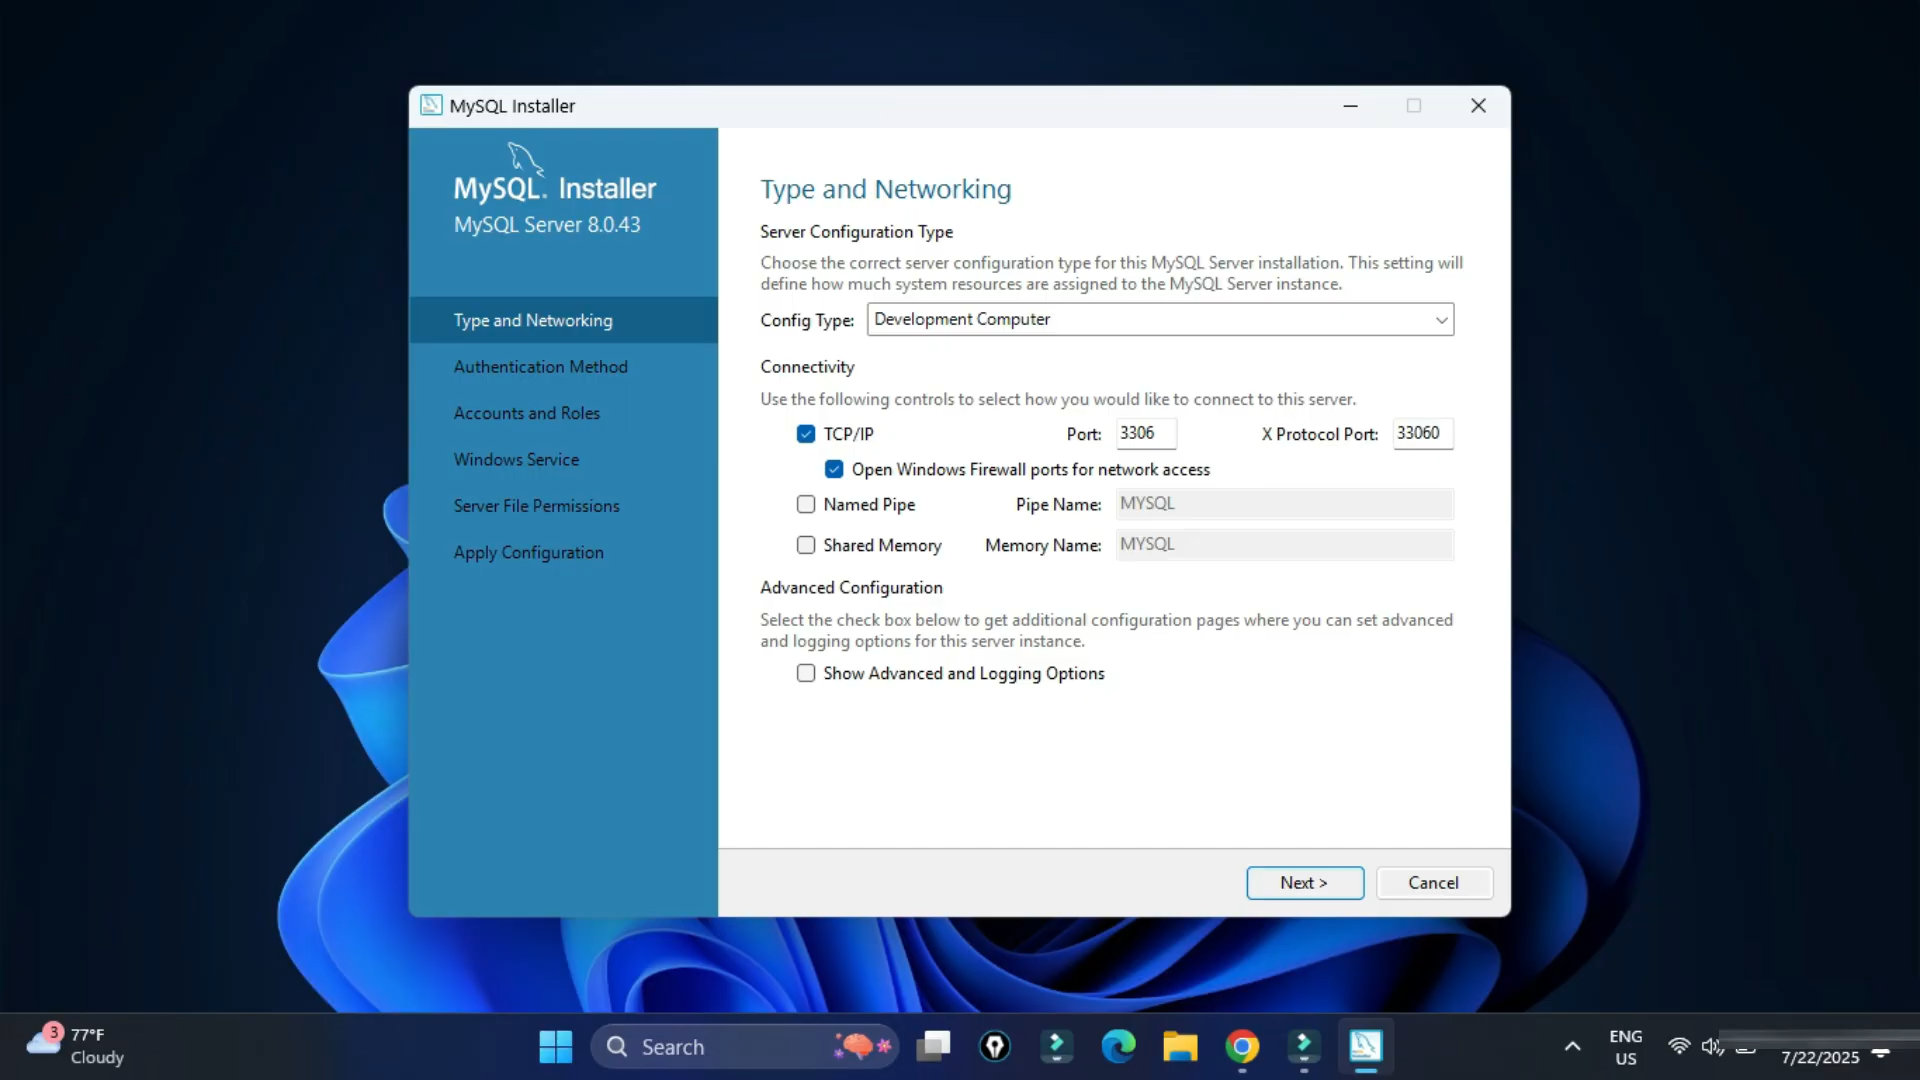 MySQL Installer
MySQL. Installer
MySQL Server 8.0.43
Type and Networking
Authentication Method
Accounts and Roles
Windows Service
Server File Permissions
Apply Configuration
Type and Networking
Server Configuration Type
Choose the correct server configuration type for this MySQL Server installation. This setting will
define how much system resources are assigned to the MySQL Server instance.
Config Type: Development Computer
Connectivity
Use the following controls to select how you would like to connect to this server.
TCP/IP Port: 3306 X Protocol Port: 33060
Open Windows Firewall ports for network access
Named Pipe Pipe Name: MYSQL
Shared Memory Memory Name: MYSQL
Advanced Configuration
Select the check box below to get additional configuration pages where you can set advanced
and logging options for this server instance.
Show Advanced and Logging Options
Next > Cancel
3
77°F
Cloudy
Search
ENG
US
7/22/2025